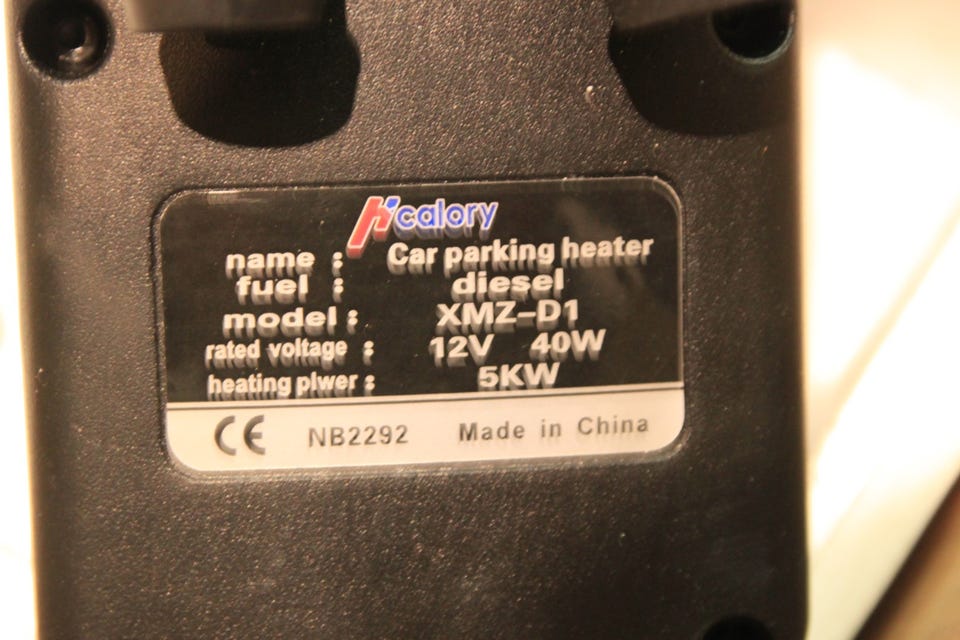 Hcalory
name : Car parking heater
fuel : diesel
model : XMZ-D1
rated voltage : 12V 40W
heating plwer : 5KW
CE NB2292 Made in China